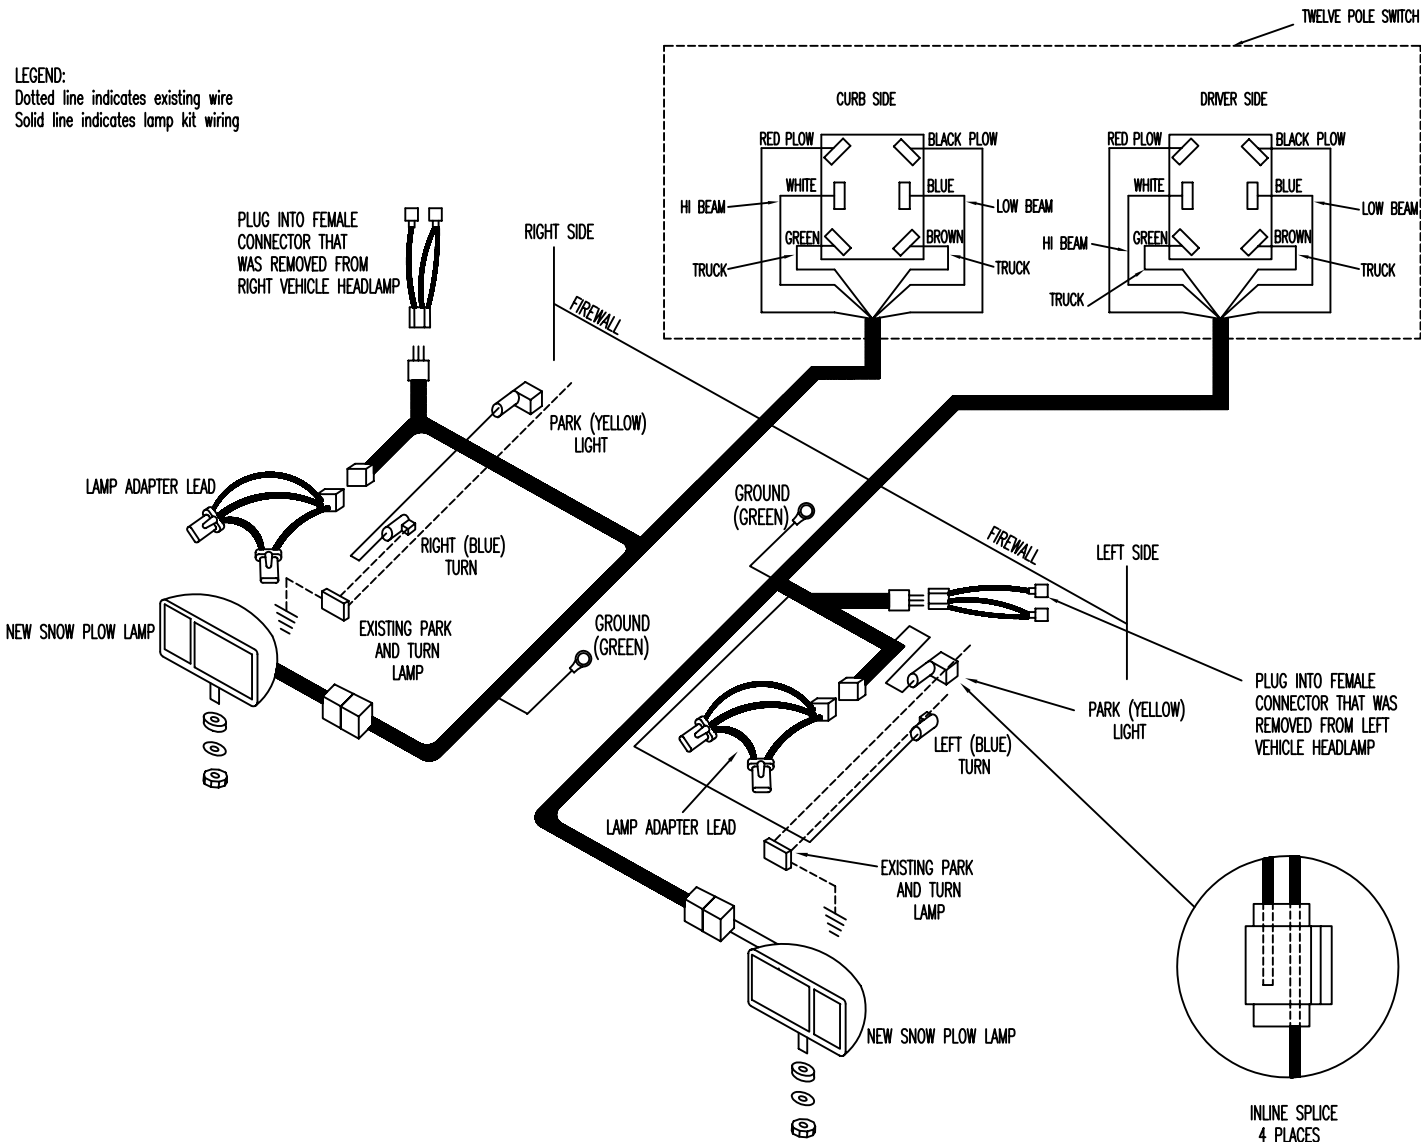 TWELVE POLE SWITCH
LEGEND:
Dotted line indicates existing wire
Solid line indicates lamp kit wiring
CURB SIDE
RED PLOW
BLACK PLOW
WHITE
BLUE
HI BEAM
LOW BEAM
GREEN
BROWN
TRUCK
TRUCK
DRIVER SIDE
RED PLOW
BLACK PLOW
WHITE
BLUE
LOW BEAM
HI BEAM
GREEN
BROWN
TRUCK
TRUCK
PLUG INTO FEMALE
CONNECTOR THAT
WAS REMOVED FROM
RIGHT VEHICLE HEADLAMP
RIGHT SIDE
FIREWALL
PARK (YELLOW)
LIGHT
LAMP ADAPTER LEAD
RIGHT (BLUE)
TURN
GROUND
(GREEN)
FIREWALL
LEFT SIDE
NEW SNOW PLOW LAMP
EXISTING PARK
AND TURN
LAMP
GROUND
(GREEN)
PLUG INTO FEMALE
CONNECTOR THAT WAS
REMOVED FROM LEFT
VEHICLE HEADLAMP
PARK (YELLOW)
LIGHT
LEFT (BLUE)
TURN
LAMP ADAPTER LEAD
EXISTING PARK
AND TURN
LAMP
NEW SNOW PLOW LAMP
INLINE SPLICE
4 PLACES